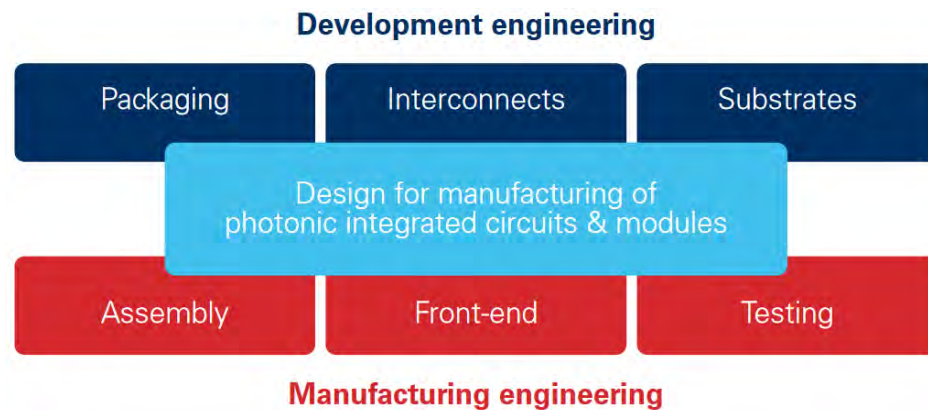 Development engineering
Packaging
Interconnects
Substrates
Design for manufacturing of
photonic integrated circuits & modules
Assembly
Front-end
Testing
Manufacturing engineering